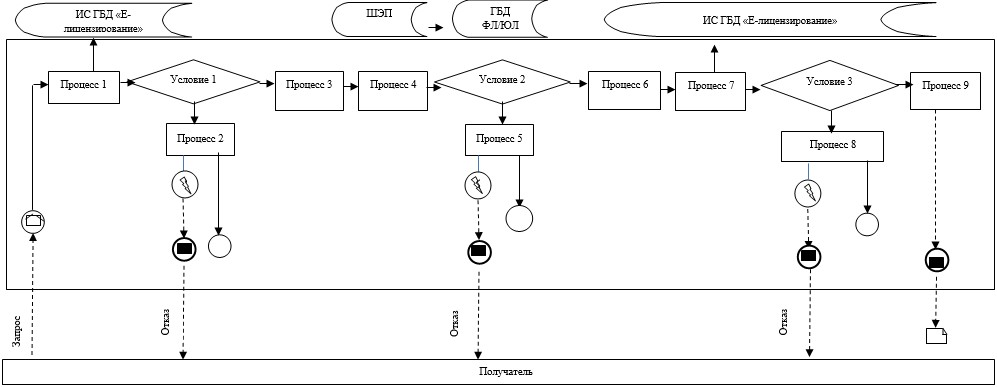 ИС ГБД «Е-
лицензирование»
ШЭП
ГБД
ФЛ/ЮЛ
ИС ГБД «Е-лицензирование»
Процесс 1
Условие 1
Процесс 3
Процесс 4
Условие 2
Процесс 6
Процесс 7
Условие 3
Процесс 9
Процесс 2
Процесс 5
Процесс 8
Запрос
Отказ
Отказ
Отказ
Получатель